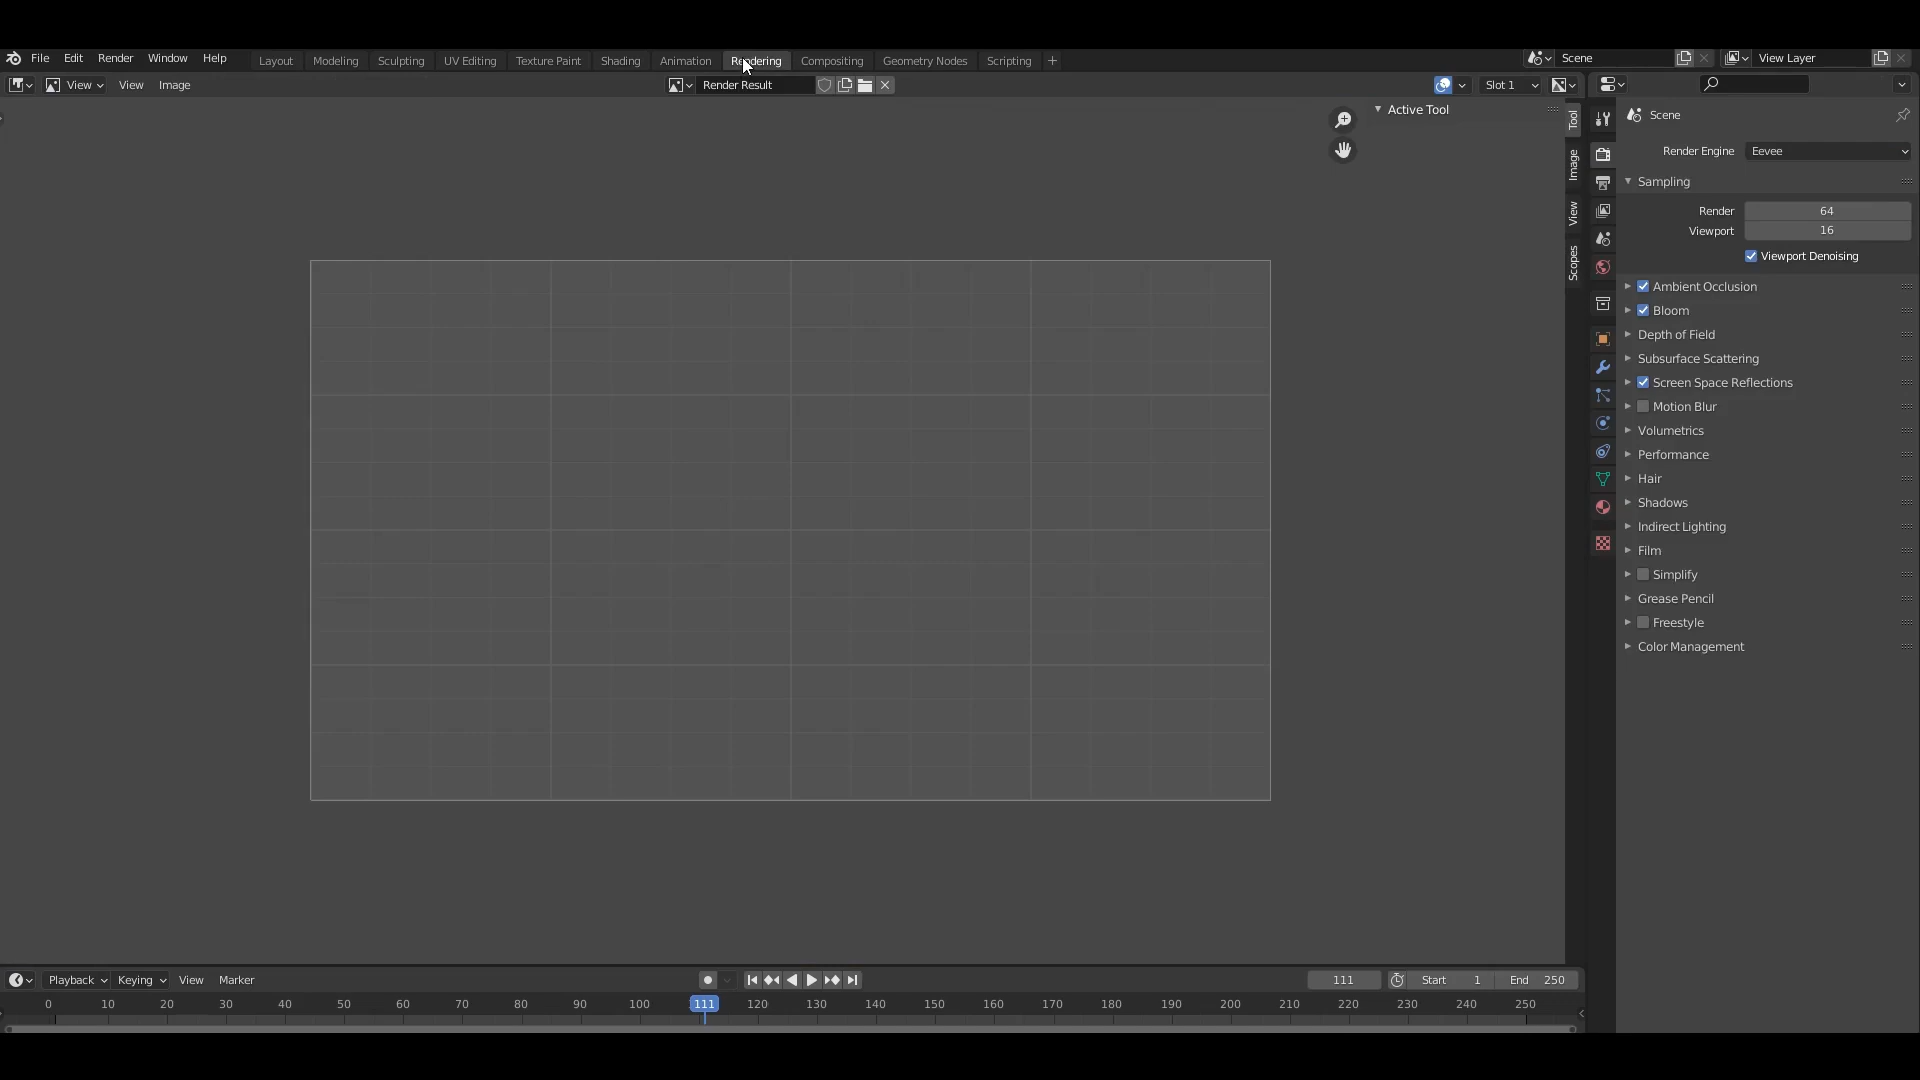 File Edit Render Window Help Layout Modeling Sculpting UV Editing Texture Paint Shading Animation Rendering Compositing Geometry Nodes Scripting + Scene View Layer
View View Image Render Result Slot 1
Active Tool
Tool
Image
View
Scopes
Scene
Render Engine Eevee
Sampling
Render 64
Viewport 16
Viewport Denoising
Ambient Occlusion
Bloom
Depth of Field
Subsurface Scattering
Screen Space Reflections
Motion Blur
Volumetrics
Performance
Hair
Shadows
Indirect Lighting
Film
Simplify
Grease Pencil
Freestyle
Color Management
Playback Keying View Marker 111 Start 1 End 250
0 10 20 30 40 50 60 70 80 90 100 111 120 130 140 150 160 170 180 190 200 210 220 230 240 250